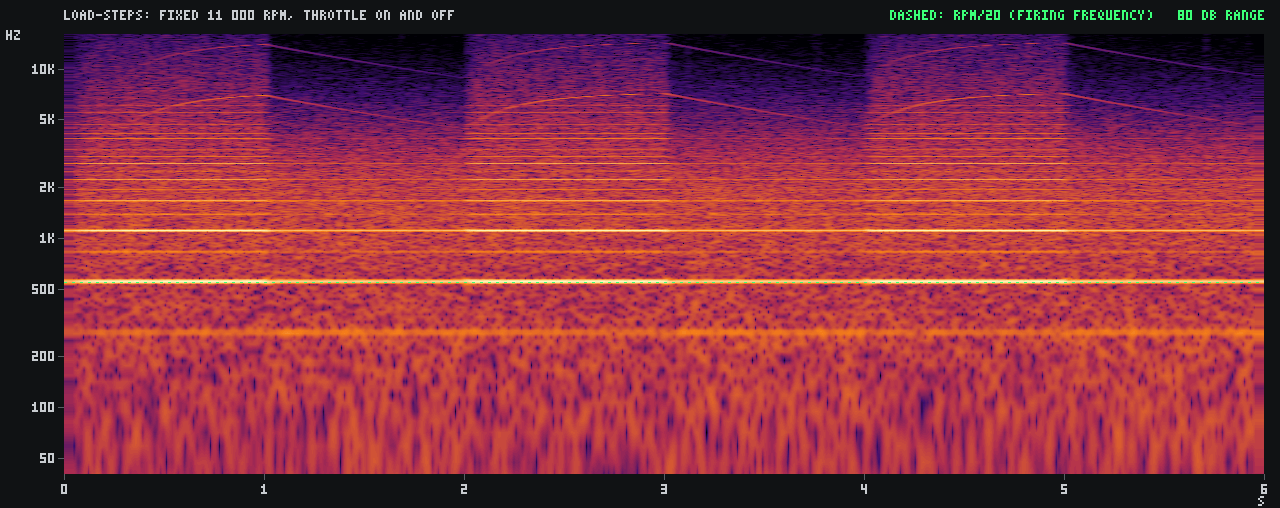 LOAD-STEPS: FIXED 11 000 RPM, THROTTLE ON AND OFF
DASHED: RPM/20 (FIRING FREQUENCY) 80 DB RANGE
HZ
10K
5K
2K
1K
500
200
100
50
0 1 2 3 4 5 6
S